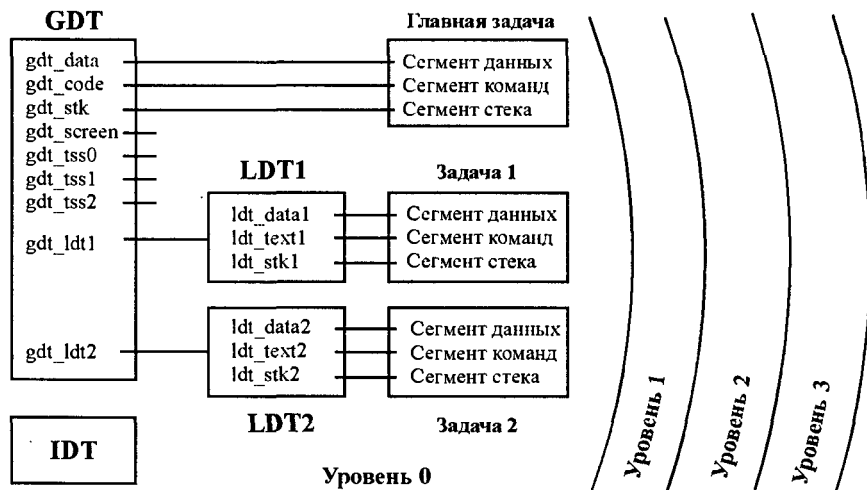 GDT
gdt_data
gdt_code
gdt_stk
gdt_screen
gdt_tss0
gdt_tss1
gdt_tss2
gdt_ldt1
gdt_ldt2
Главная задача
Сегмент данных
Сегмент команд
Сегмент стека
LDT1
ldt_data1
ldt_text1
ldt_stk1
Задача 1
Сегмент данных
Сегмент команд
Сегмент стека
ldt_data2
ldt_text2
ldt_stk2
LDT2
Сегмент данных
Сегмент команд
Сегмент стека
Задача 2
IDT
Уровень 0
Уровень 1
Уровень 2
Уровень 3